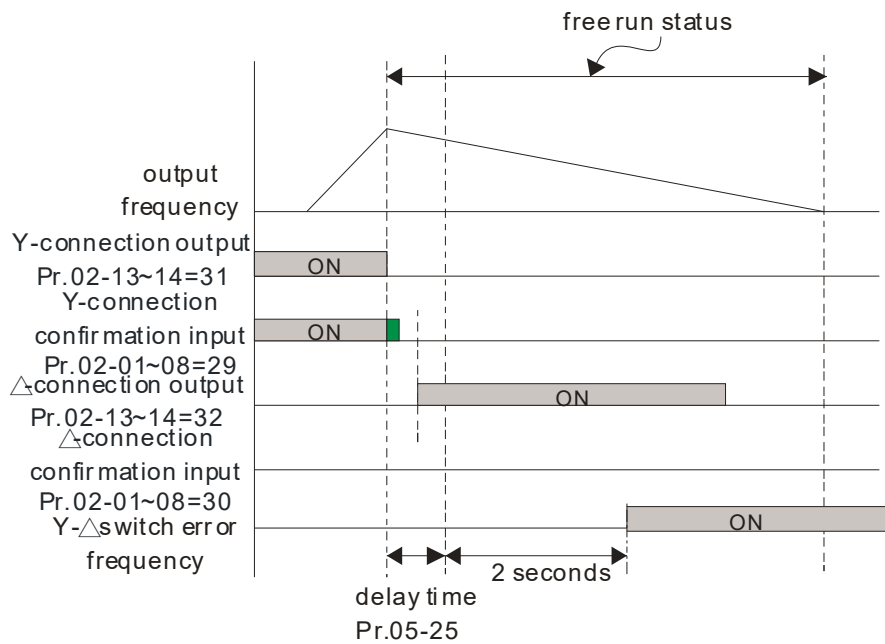 free run status
output
frequency
Y-connection output
ON
Pr.02-13~14=31
Y-connection
confirmation input
ON
Pr.02-01~08=29
△-connection output
ON
Pr.02-13~14=32
△-connection
confirmation input
Pr.02-01~08=30
Y-△switch error
ON
frequency
2 seconds
delay time
Pr.05-25